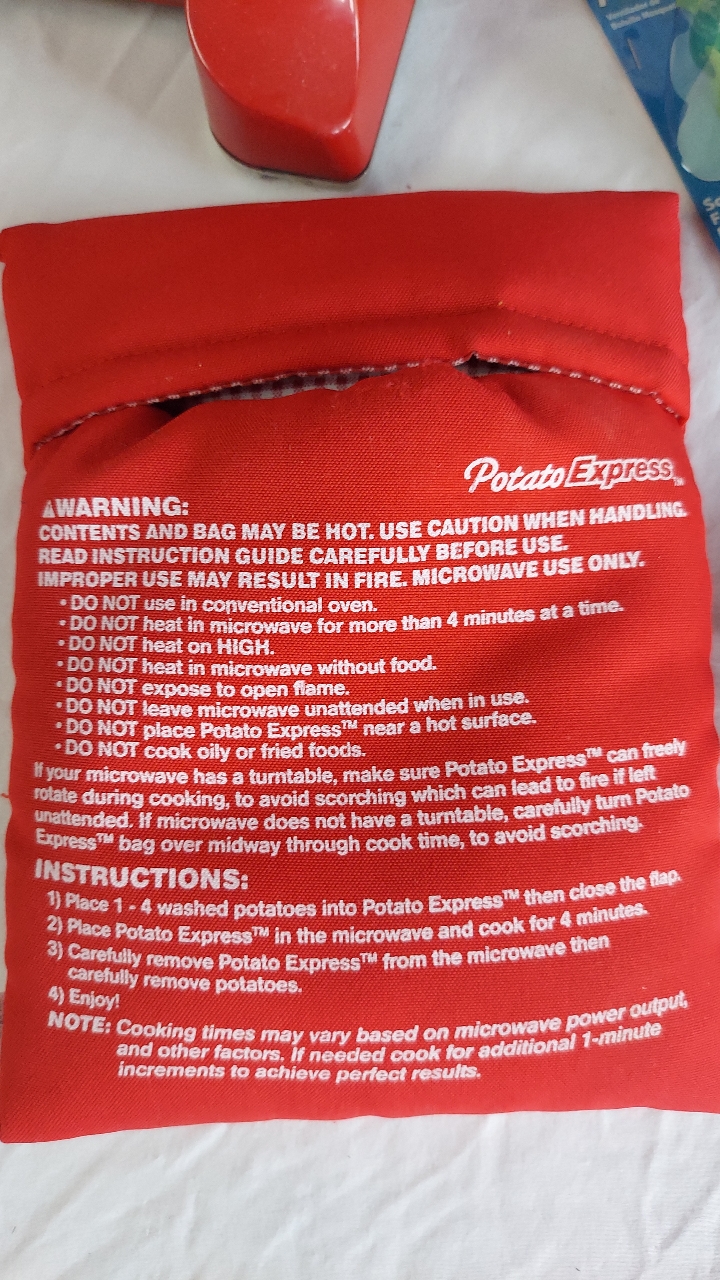 Potato Express™
⚠WARNING:
CONTENTS AND BAG MAY BE HOT. USE CAUTION WHEN HANDLING.
READ INSTRUCTION GUIDE CAREFULLY BEFORE USE.
IMPROPER USE MAY RESULT IN FIRE. MICROWAVE USE ONLY.
• DO NOT use in conventional oven.
• DO NOT heat in microwave for more than 4 minutes at a time.
• DO NOT heat on HIGH.
• DO NOT heat in microwave without food.
• DO NOT expose to open flame.
• DO NOT leave microwave unattended when in use.
• DO NOT place Potato Express™ near a hot surface.
• DO NOT cook oily or fried foods.
If your microwave has a turntable, make sure Potato Express™ can freely
rotate during cooking, to avoid scorching which can lead to fire if left
unattended. If microwave does not have a turntable, carefully turn Potato
Express™ bag over midway through cook time, to avoid scorching.
INSTRUCTIONS:
1) Place 1 - 4 washed potatoes into Potato Express™ then close the flap.
2) Place Potato Express™ in the microwave and cook for 4 minutes.
3) Carefully remove Potato Express™ from the microwave then
carefully remove potatoes.
4) Enjoy!
NOTE: Cooking times may vary based on microwave power output,
and other factors. If needed cook for additional 1-minute
increments to achieve perfect results.